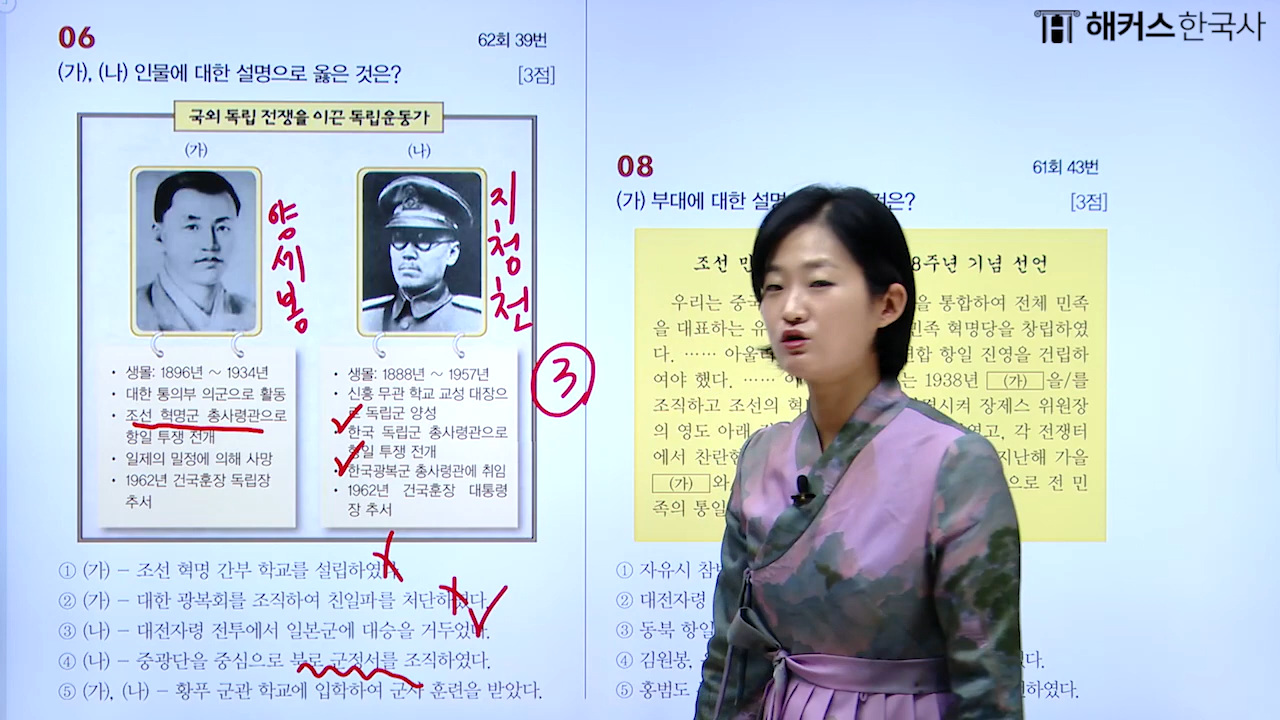 해커스한국사
06
62회 39번
(가), (나) 인물에 대한 설명으로 옳은 것은?
[3점]
국외 독립 전쟁을 이끈 독립운동가
(가)
(나)
양세봉
지청천
• 생몰: 1896년 ~ 1934년
• 대한 통의부 의군으로 활동
• 조선 혁명군 총사령관으로
항일 투쟁 전개
• 일제의 밀정에 의해 사망
• 1962년 건국훈장 독립장
추서
• 생몰: 1888년 ~ 1957년
• 신흥 무관 학교 교성 대장으
로 독립군 양성
• 한국 독립군 총사령관으로
항일 투쟁 전개
• 한국광복군 총사령관에 취임
• 1962년 건국훈장 대통령
장 추서
③
① (가) – 조선 혁명 간부 학교를 설립하였다.
② (가) – 대한 광복회를 조직하여 친일파를 처단하였다.
③ (나) – 대전자령 전투에서 일본군에 대승을 거두었다.
④ (나) – 중광단을 중심으로 북로 군정서를 조직하였다.
⑤ (가), (나) – 황푸 군관 학교에 입학하여 군사 훈련을 받았다.
08
61회 43번
(가) 부대에 대한 설명 은?
[3점]
조선 민 8주년 기념 선언
우리는 중국 을 통합하여 전체 민족
을 대표하는 유 민족 혁명당을 창립하였
다. …… 아울러 연합 항일 진영을 건립하
여야 했다. …… 는 1938년 (가) 을/를
조직하고 조선의 혁 시켜 장제스 위원장
의 영도 아래 였고, 각 전쟁터
에서 찬란한 지난해 가을
(가) 와 으로 전 민
족의 통일
① 자유시 참변
② 대전자령
③ 동북 항일
④ 김원봉, 다.
⑤ 홍범도 하였다.